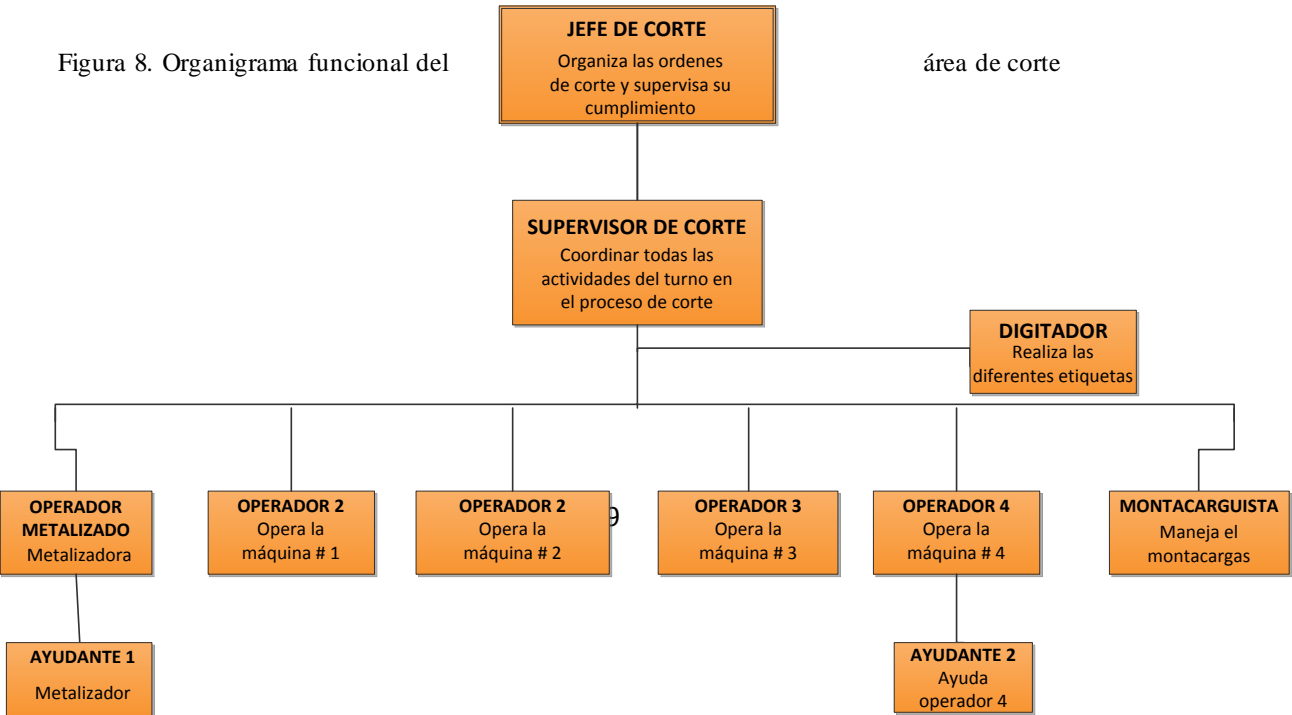 JEFE DE CORTE
Organiza las ordenes
de corte y supervisa su
cumplimiento
Figura 8. Organigrama funcional del área de corte
SUPERVISOR DE CORTE
Coordinar todas las
actividades del turno en
el proceso de corte
DIGITADOR
Realiza las
diferentes etiquetas
OPERADOR
METALIZADO
Metalizadora
OPERADOR 2
Opera la
máquina # 1
OPERADOR 2
Opera la
máquina # 2
9
OPERADOR 3
Opera la
máquina # 3
OPERADOR 4
Opera la
máquina # 4
MONTACARGUISTA
Maneja el
montacargas
AYUDANTE 1
Metalizador
AYUDANTE 2
Ayuda
operador 4